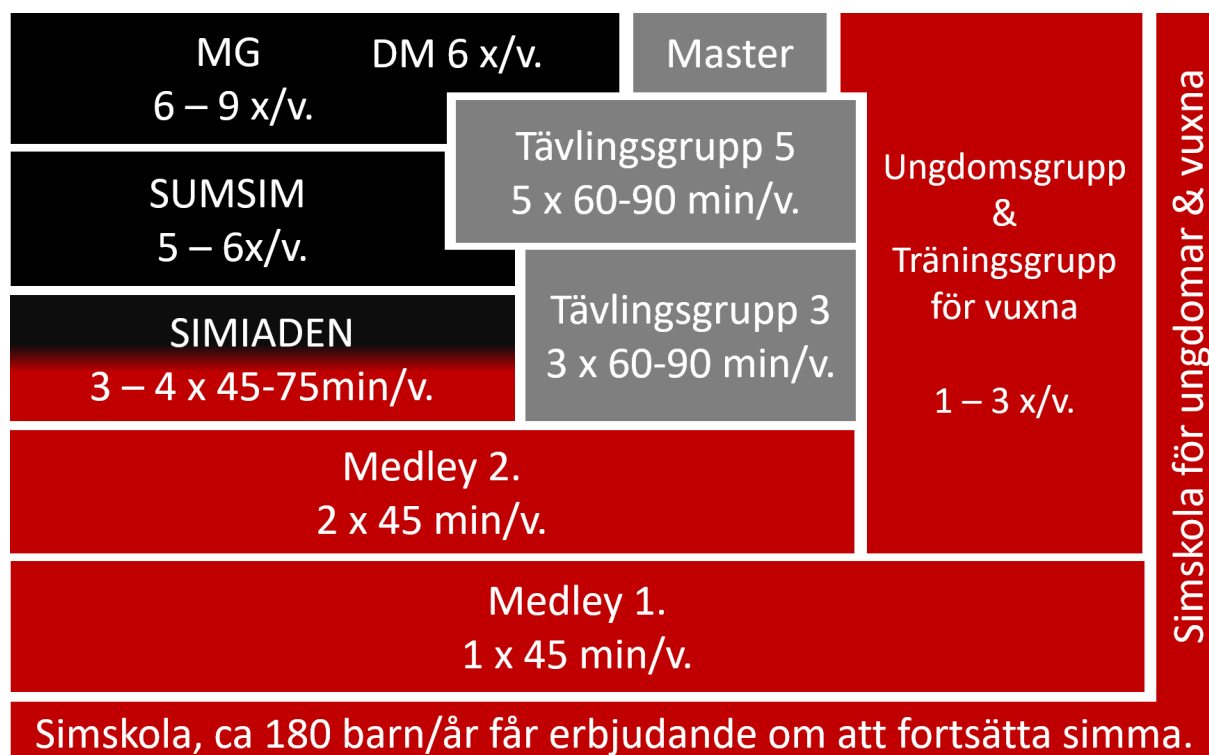 MG
DM 6 x/v.
6 – 9 x/v.
Master
Tävlingsgrupp 5
5 x 60-90 min/v.
SUMSIM
5 – 6x/v.
Ungdomsgrupp
&
Träningsgrupp
för vuxna
1 – 3 x/v.
SIMIADEN
3 – 4 x 45-75min/v.
Tävlingsgrupp 3
3 x 60-90 min/v.
Medley 2.
2 x 45 min/v.
Medley 1.
1 x 45 min/v.
Simskola för ungdomar & vuxna
Simskola, ca 180 barn/år får erbjudande om att fortsätta simma.